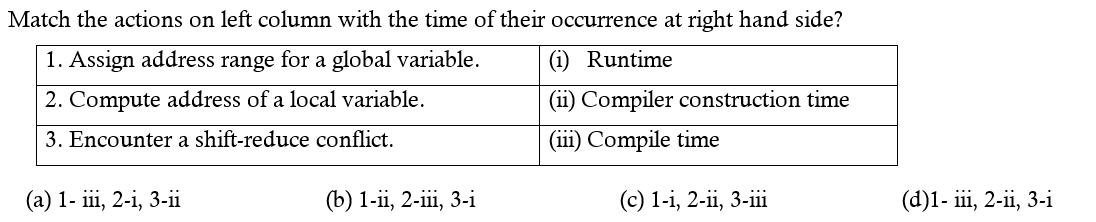 Match the actions on left column with the time of their occurrence at right hand side?
1. Assign address range for a global variable. (i) Runtime
2. Compute address of a local variable. (ii) Compiler construction time
3. Encounter a shift-reduce conflict. (iii) Compile time
(a) 1- iii, 2-i, 3-ii (b) 1-ii, 2-iii, 3-i (c) 1-i, 2-ii, 3-iii (d)1- iii, 2-ii, 3-i